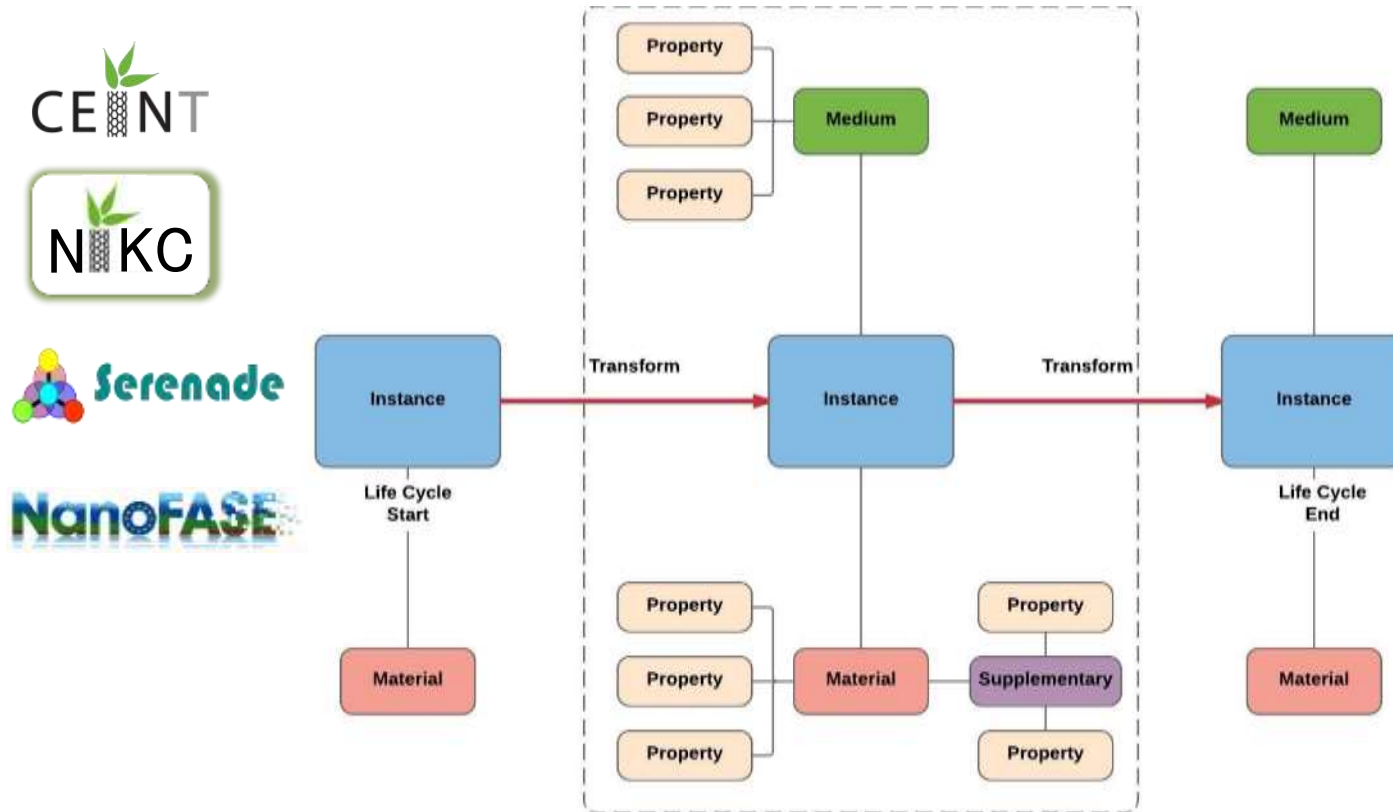 CEINT
NIKC
Serenade
NanoFASE
Property
Property
Property
Medium
Medium
Instance
Transform
Instance
Transform
Instance
Life Cycle
Start
Life Cycle
End
Material
Property
Property
Property
Material
Property
Supplementary
Property
Material